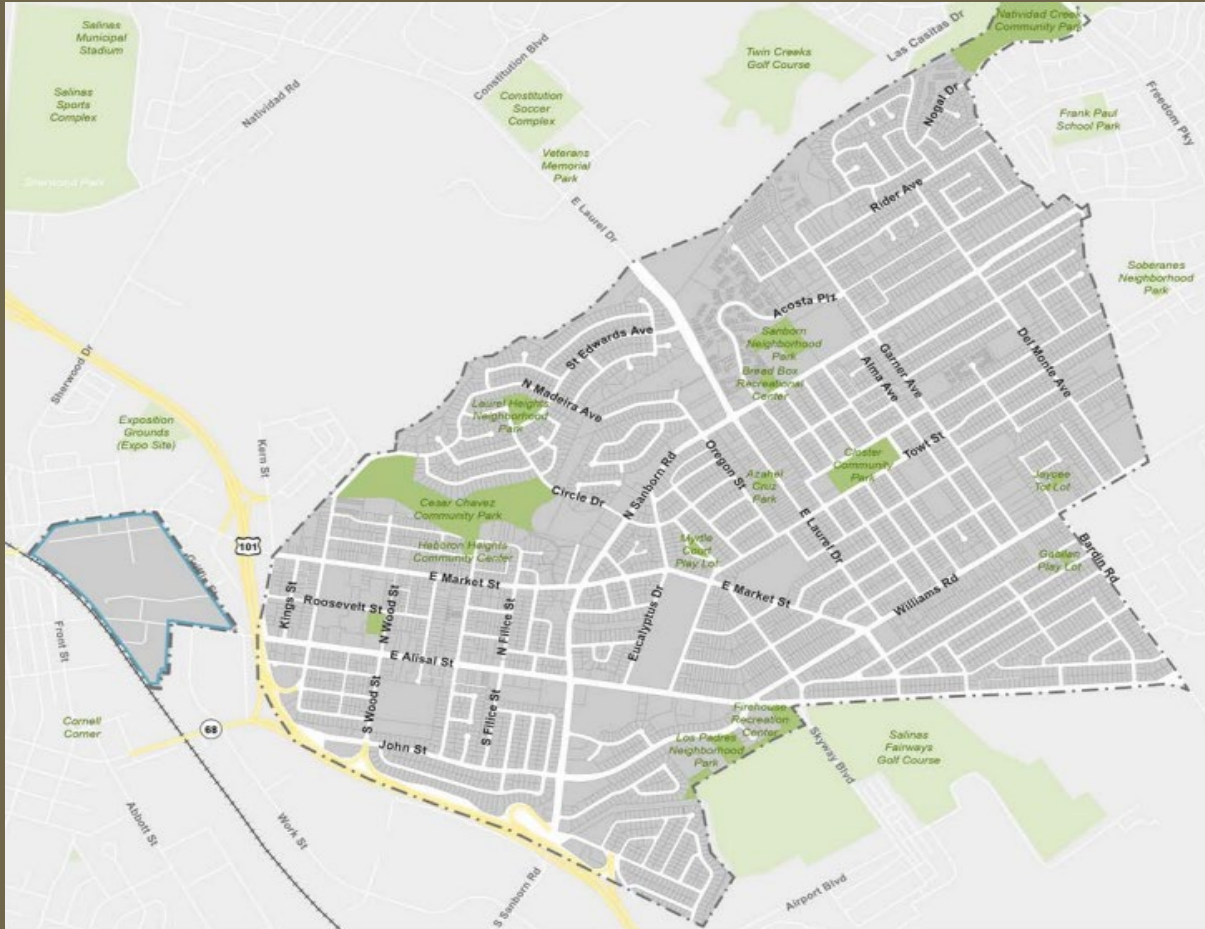 Salinas
Municipal
Stadium
Salinas
Sports
Complex
Sherwood Park
Natividad Rd
Constitution Blvd
Constitution
Soccer
Complex
Veterans
Memorial
Park
E Laurel Dr
Twin Creeks
Golf Course
Las Casitas Dr
Natividad Creek
Community Park
Nogal Dr
Frank Paul
School Park
Freedom Pky
Rider Ave
Soberanes
Neighborhood
Park
Acosta Plz
Sanborn
Neighborhood
Park
Bread Box
Recreational
Center
St Edwards Ave
N Madeira Ave
Laurel Heights
Neighborhood
Park
Garner Ave
Alma Ave
Del Monte Ave
Sherwood Dr
Exposition
Grounds
(Expo Site)
Kern St
Towt St
Closter
Community
Park
Oregon St
Azahel
Cruz
Park
Jaycee
Tot Lot
N Sanborn Rd
Circle Dr
Cesar Chavez
Community Park
E Laurel Dr
101
Hebbron Heights
Community Center
Myrtle
Court
Play Lot
Gabilan
Play Lot
Bardin Rd
E Market St
E Market St
Williams Rd
Kings St
Roosevelt St
N Wood St
N Filice St
Eucalyptus Dr
Front St
E Alisal St
S Wood St
S Filice St
John St
Firehouse
Recreation
Center
Los Padres
Neighborhood
Park
Skyway Blvd
Salinas
Fairways
Golf Course
Cornell
Corner
68
Abbott St
Work St
S Sanborn Rd
Airport Blvd